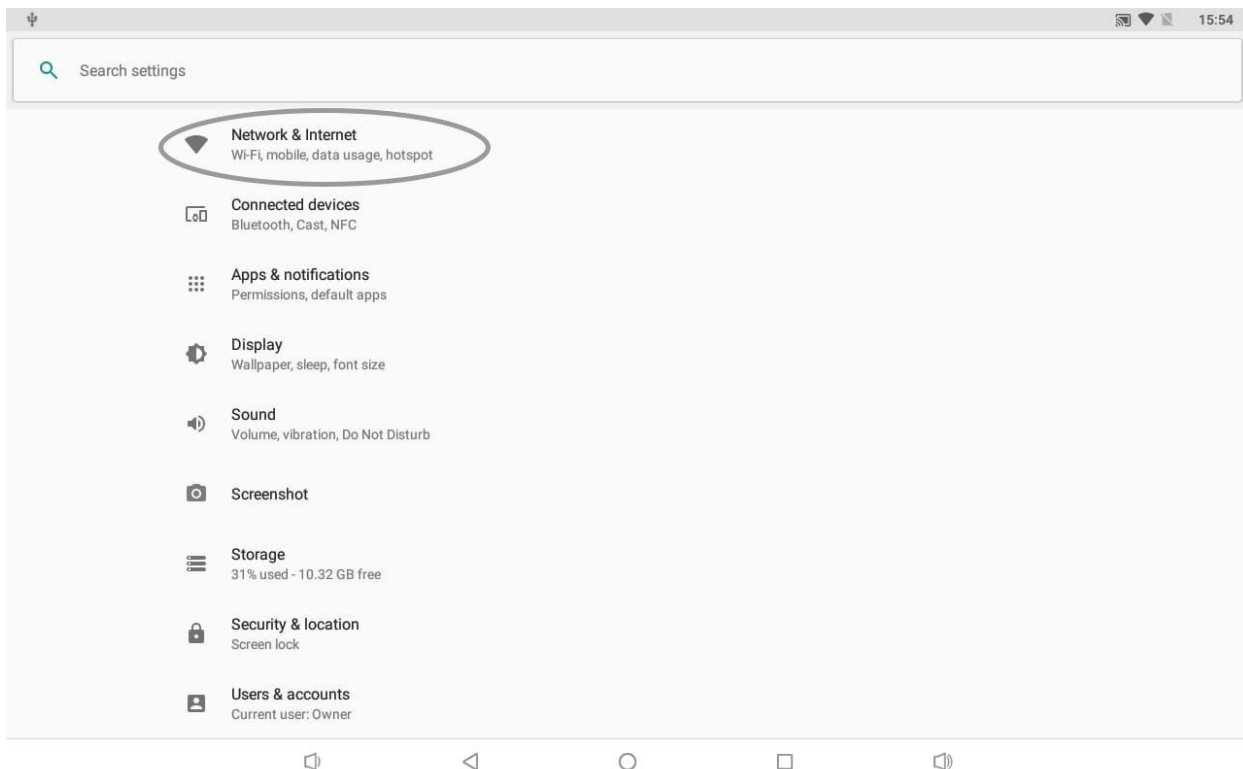 15:54
Search settings
Network & Internet
Wi-Fi, mobile, data usage, hotspot
Connected devices
Bluetooth, Cast, NFC
Apps & notifications
Permissions, default apps
Display
Wallpaper, sleep, font size
Sound
Volume, vibration, Do Not Disturb
Screenshot
Storage
31% used - 10.32 GB free
Security & location
Screen lock
Users & accounts
Current user: Owner